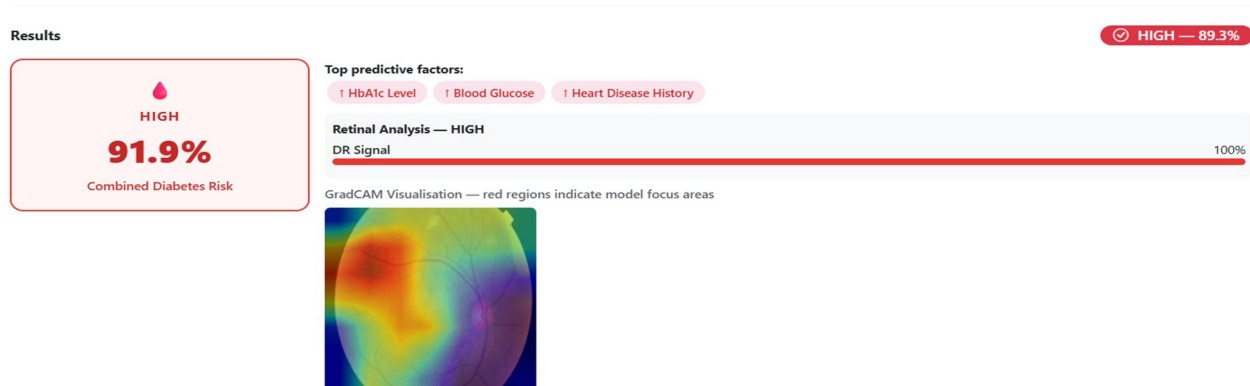 Results
HIGH — 89.3%
HIGH
91.9%
Combined Diabetes Risk
Top predictive factors:
↑ HbA1c Level ↑ Blood Glucose ↑ Heart Disease History
Retinal Analysis — HIGH
DR Signal 100%
GradCAM Visualisation — red regions indicate model focus areas